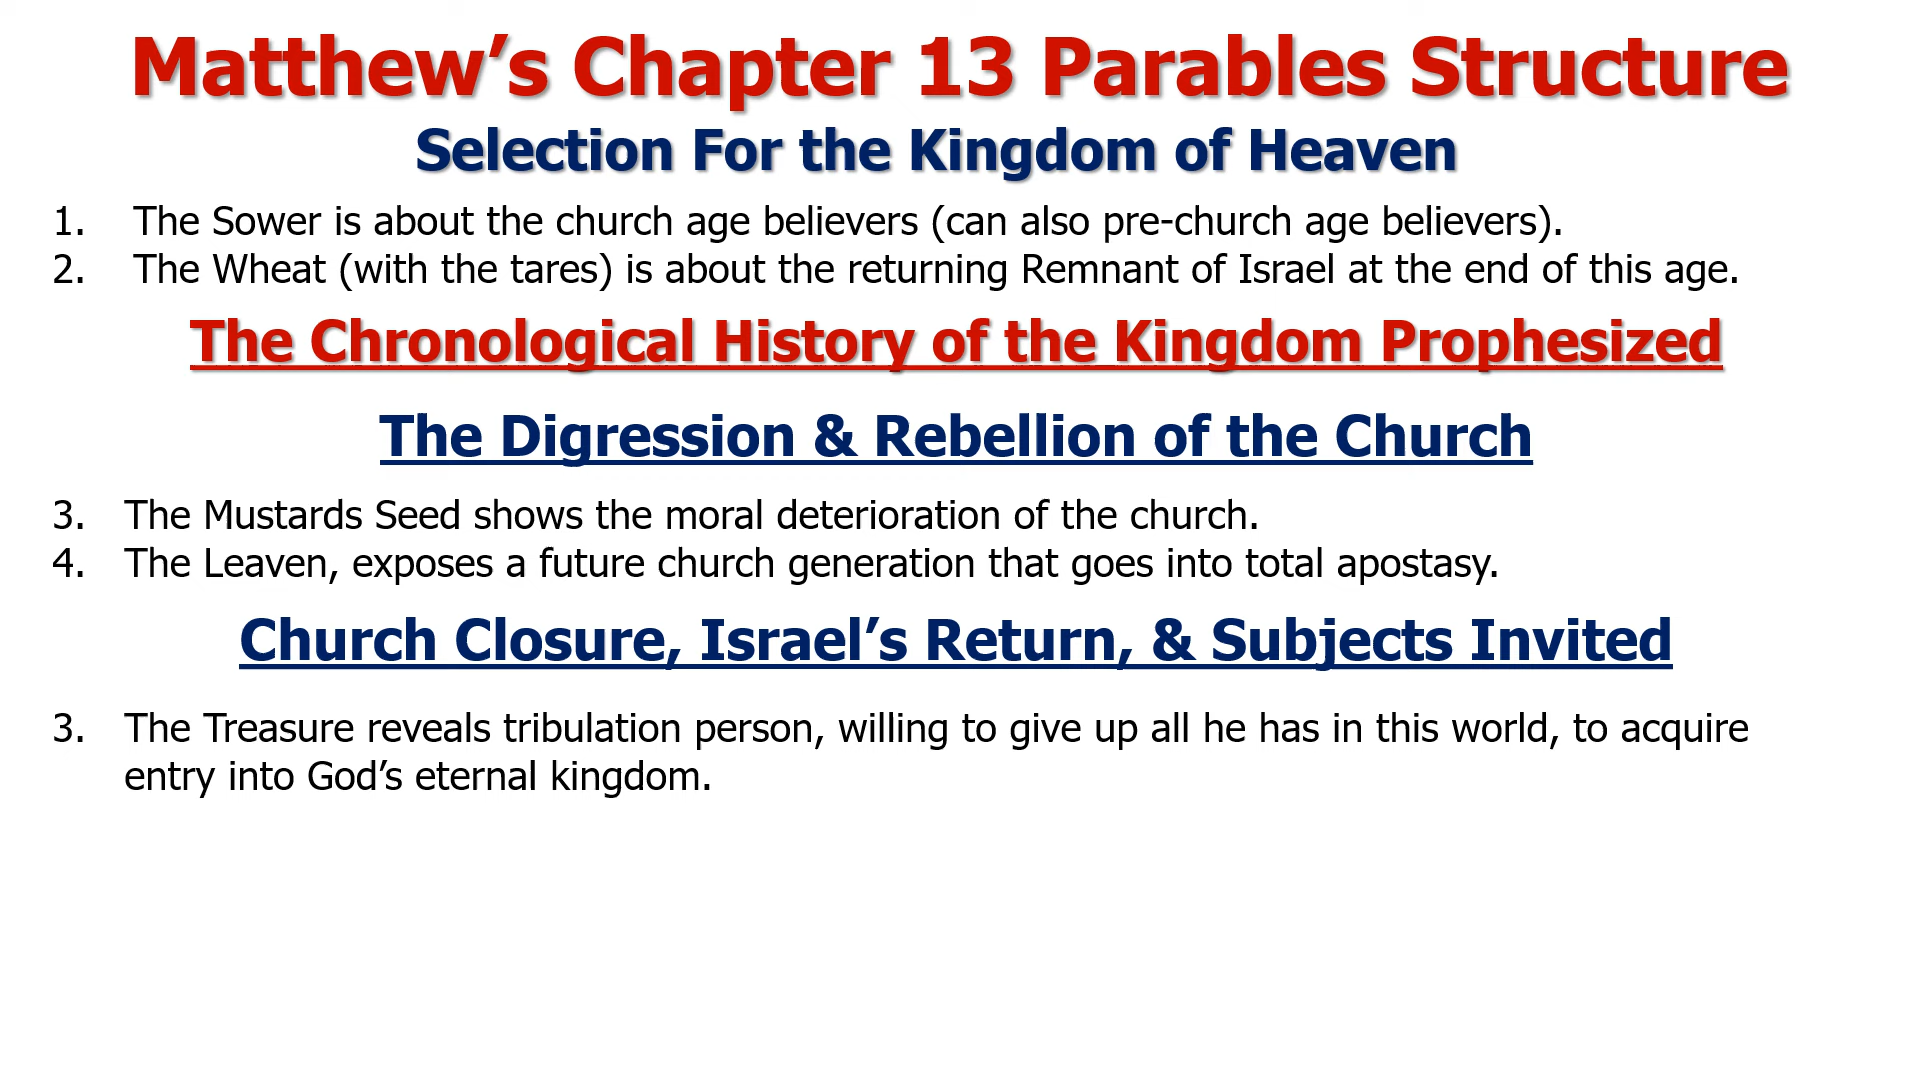 Matthew’s Chapter 13 Parables Structure
Selection For the Kingdom of Heaven
1. The Sower is about the church age believers (can also pre-church age believers).
2. The Wheat (with the tares) is about the returning Remnant of Israel at the end of this age.
The Chronological History of the Kingdom Prophesized
The Digression & Rebellion of the Church
3. The Mustards Seed shows the moral deterioration of the church.
4. The Leaven, exposes a future church generation that goes into total apostasy.
Church Closure, Israel’s Return, & Subjects Invited
3. The Treasure reveals tribulation person, willing to give up all he has in this world, to acquire
entry into God’s eternal kingdom.